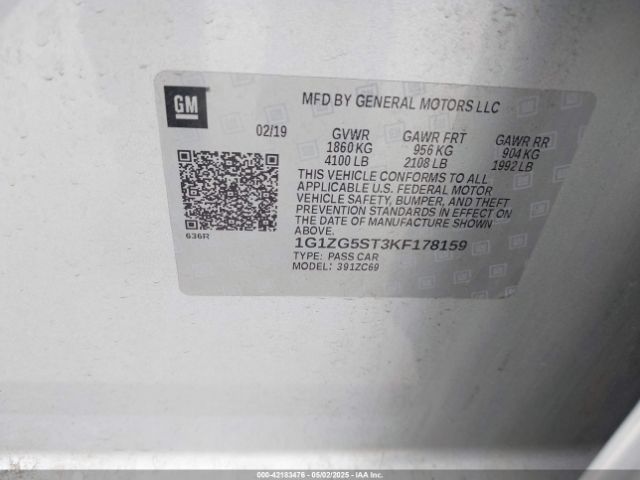 GM
MFD BY GENERAL MOTORS LLC
02/19 GVWR GAWR FRT GAWR RR
1860 KG 956 KG 904 KG
4100 LB 2108 LB 1992 LB
THIS VEHICLE CONFORMS TO ALL
APPLICABLE U.S. FEDERAL MOTOR
VEHICLE SAFETY, BUMPER, AND THEFT
PREVENTION STANDARDS IN EFFECT ON
THE DATE OF MANUFACTURE SHOWN
ABOVE.
636R
1G1ZG5ST3KF178159
TYPE: PASS CAR
MODEL: 391ZC69
000-42183476 - 05/02/2025 - IAAI.COM